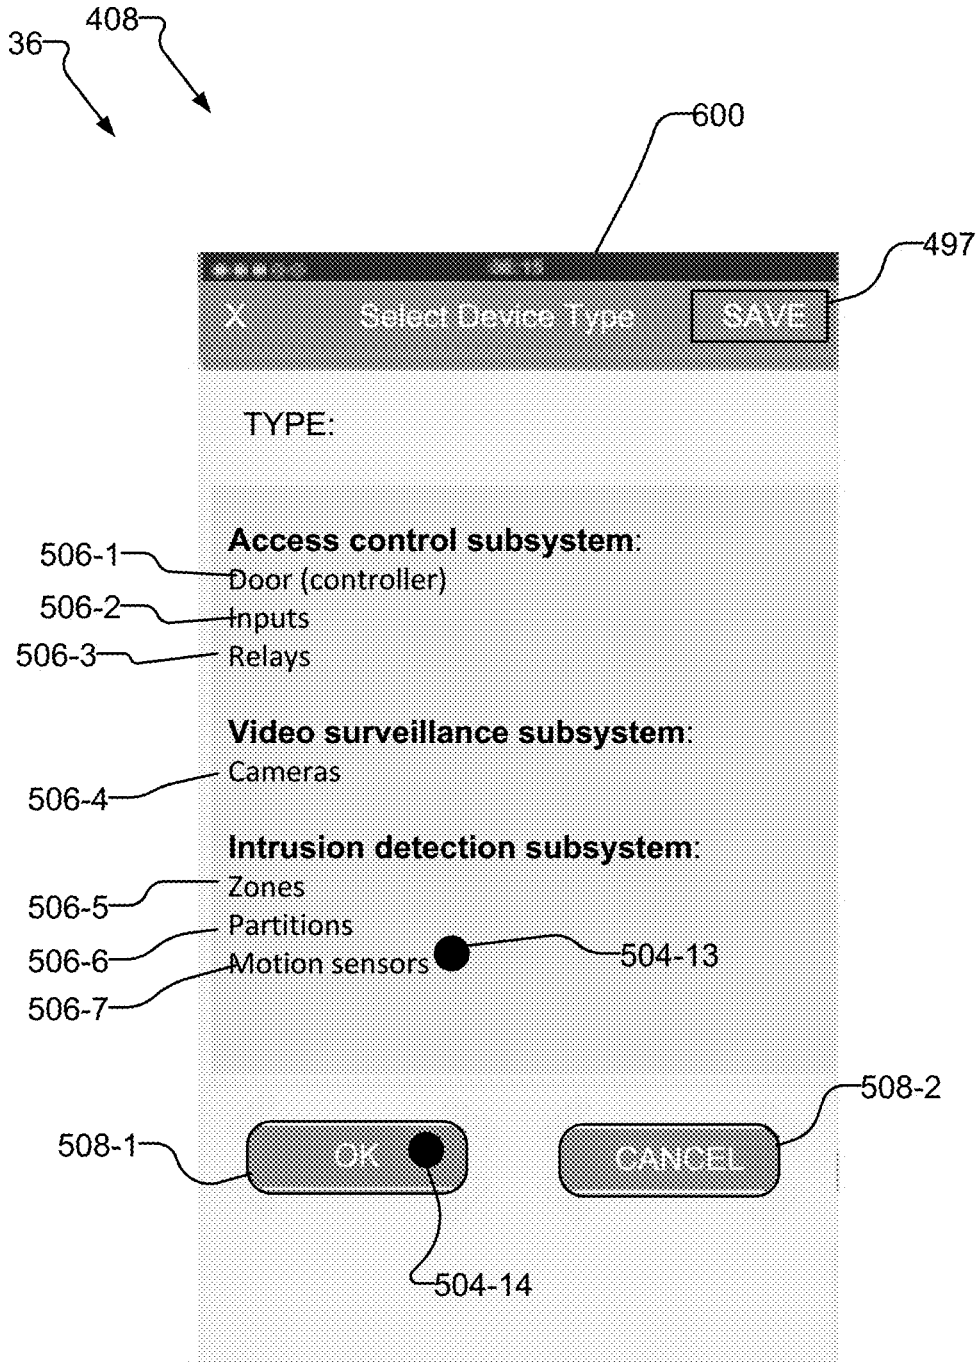 408
36
600
497
X Select Device Type SAVE
TYPE:
Access control subsystem:
506-1
Door (controller)
506-2
Inputs
506-3
Relays
Video surveillance subsystem:
506-4
Cameras
Intrusion detection subsystem:
506-5
Zones
506-6
Partitions
506-7
Motion sensors
504-13
508-2
508-1
OK
CANCEL
504-14